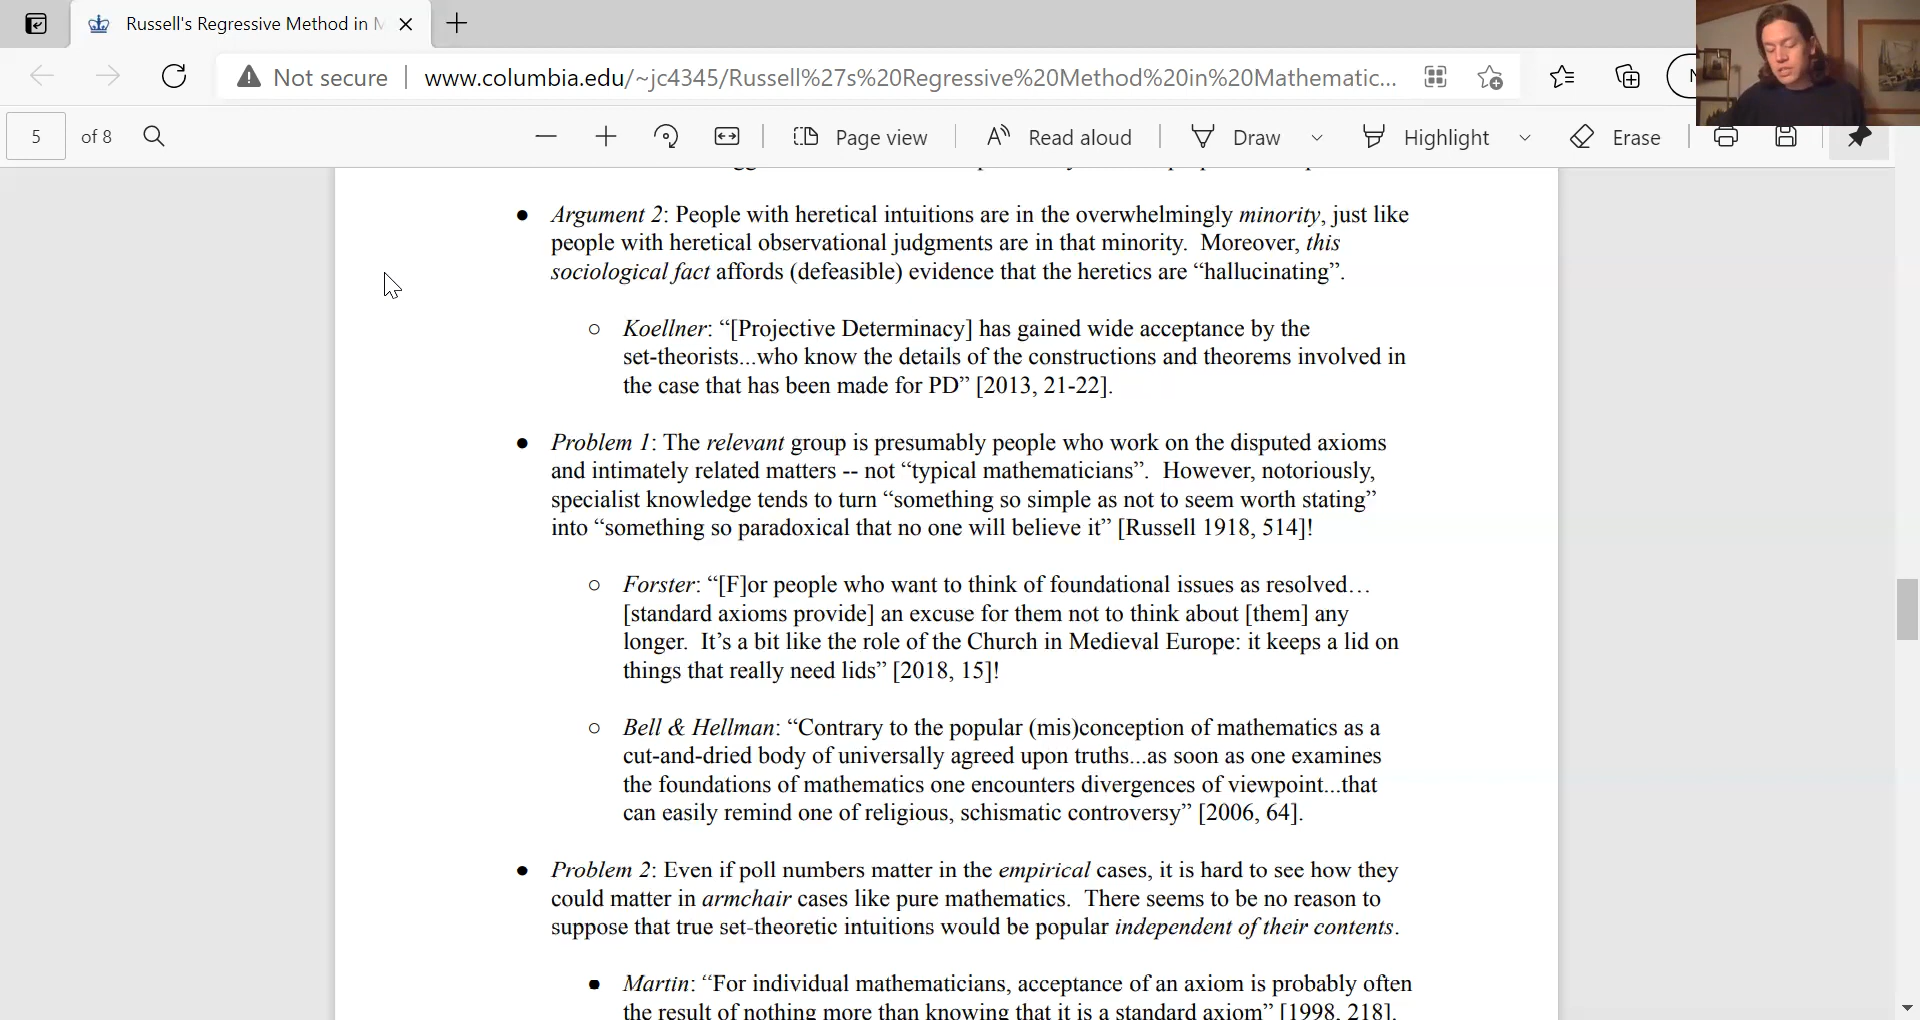 Russell's Regressive Method in M
Not secure
www.columbia.edu/~jc4345/Russell%27s%20Regressive%20Method%20in%20Mathematic...
5 of 8
Page view
Read aloud
Draw
Highlight
Erase
● Argument 2: People with heretical intuitions are in the overwhelmingly minority, just like
people with heretical observational judgments are in that minority. Moreover, this
sociological fact affords (defeasible) evidence that the heretics are “hallucinating”.
○ Koellner: “[Projective Determinacy] has gained wide acceptance by the
set-theorists...who know the details of the constructions and theorems involved in
the case that has been made for PD” [2013, 21-22].
● Problem 1: The relevant group is presumably people who work on the disputed axioms
and intimately related matters -- not “typical mathematicians”. However, notoriously,
specialist knowledge tends to turn “something so simple as not to seem worth stating”
into “something so paradoxical that no one will believe it” [Russell 1918, 514]!
○ Forster: “[F]or people who want to think of foundational issues as resolved…
[standard axioms provide] an excuse for them not to think about [them] any
longer. It’s a bit like the role of the Church in Medieval Europe: it keeps a lid on
things that really need lids” [2018, 15]!
○ Bell & Hellman: “Contrary to the popular (mis)conception of mathematics as a
cut-and-dried body of universally agreed upon truths...as soon as one examines
the foundations of mathematics one encounters divergences of viewpoint...that
can easily remind one of religious, schismatic controversy” [2006, 64].
● Problem 2: Even if poll numbers matter in the empirical cases, it is hard to see how they
could matter in armchair cases like pure mathematics. There seems to be no reason to
suppose that true set-theoretic intuitions would be popular independent of their contents.
● Martin: “For individual mathematicians, acceptance of an axiom is probably often
the result of nothing more than knowing that it is a standard axiom” [1998, 218].